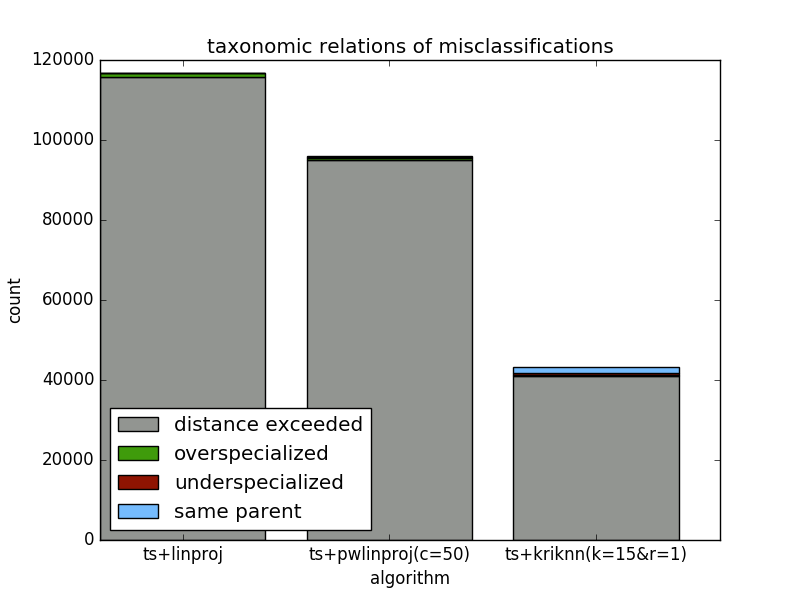 taxonomic relations of misclassifications
120000
100000
80000
60000
40000
20000
0
count
distance exceeded
overspecialized
underspecialized
same parent
ts+linproj
ts+pwlinproj(c=50)
ts+kriknn(k=15&r=1)
algorithm